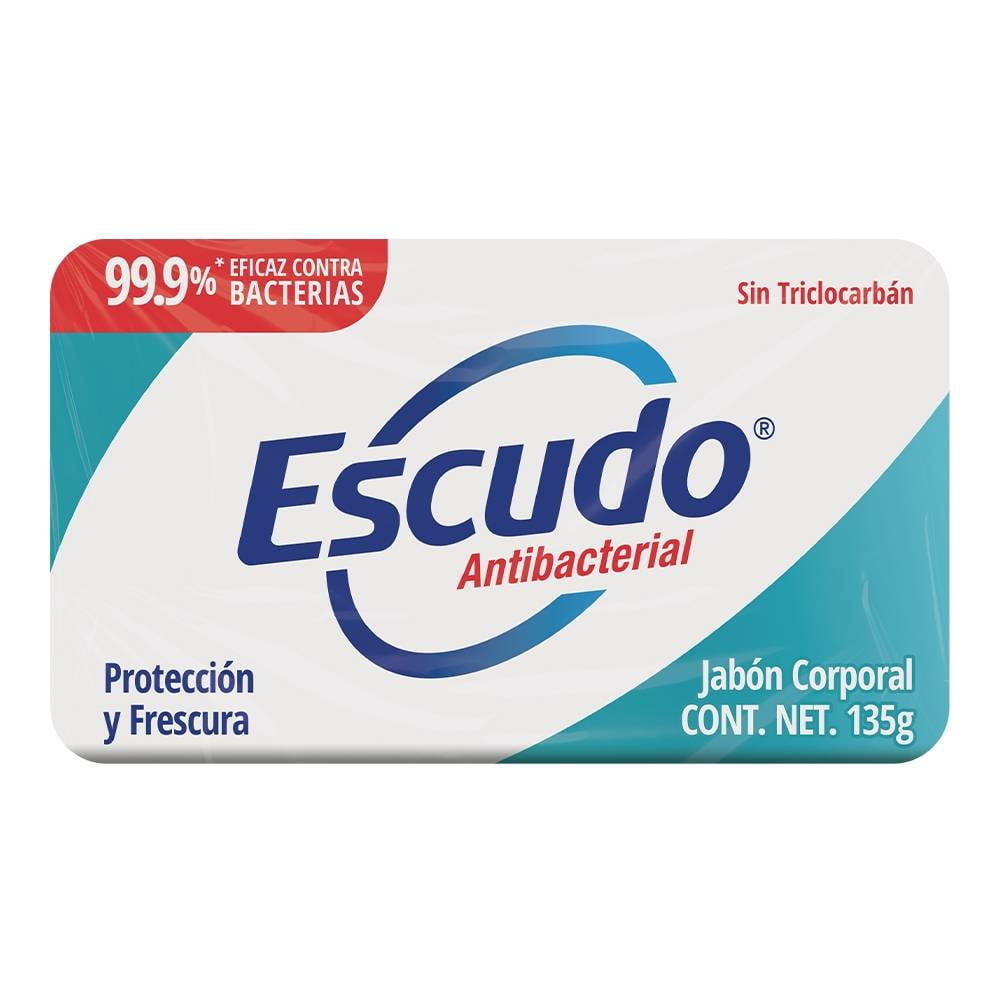 99.9%* EFICAZ CONTRA
BACTERIAS
Sin Triclocarbán
Escudo®
Antibacterial
Protección
y Frescura
Jabón Corporal
CONT. NET. 135g